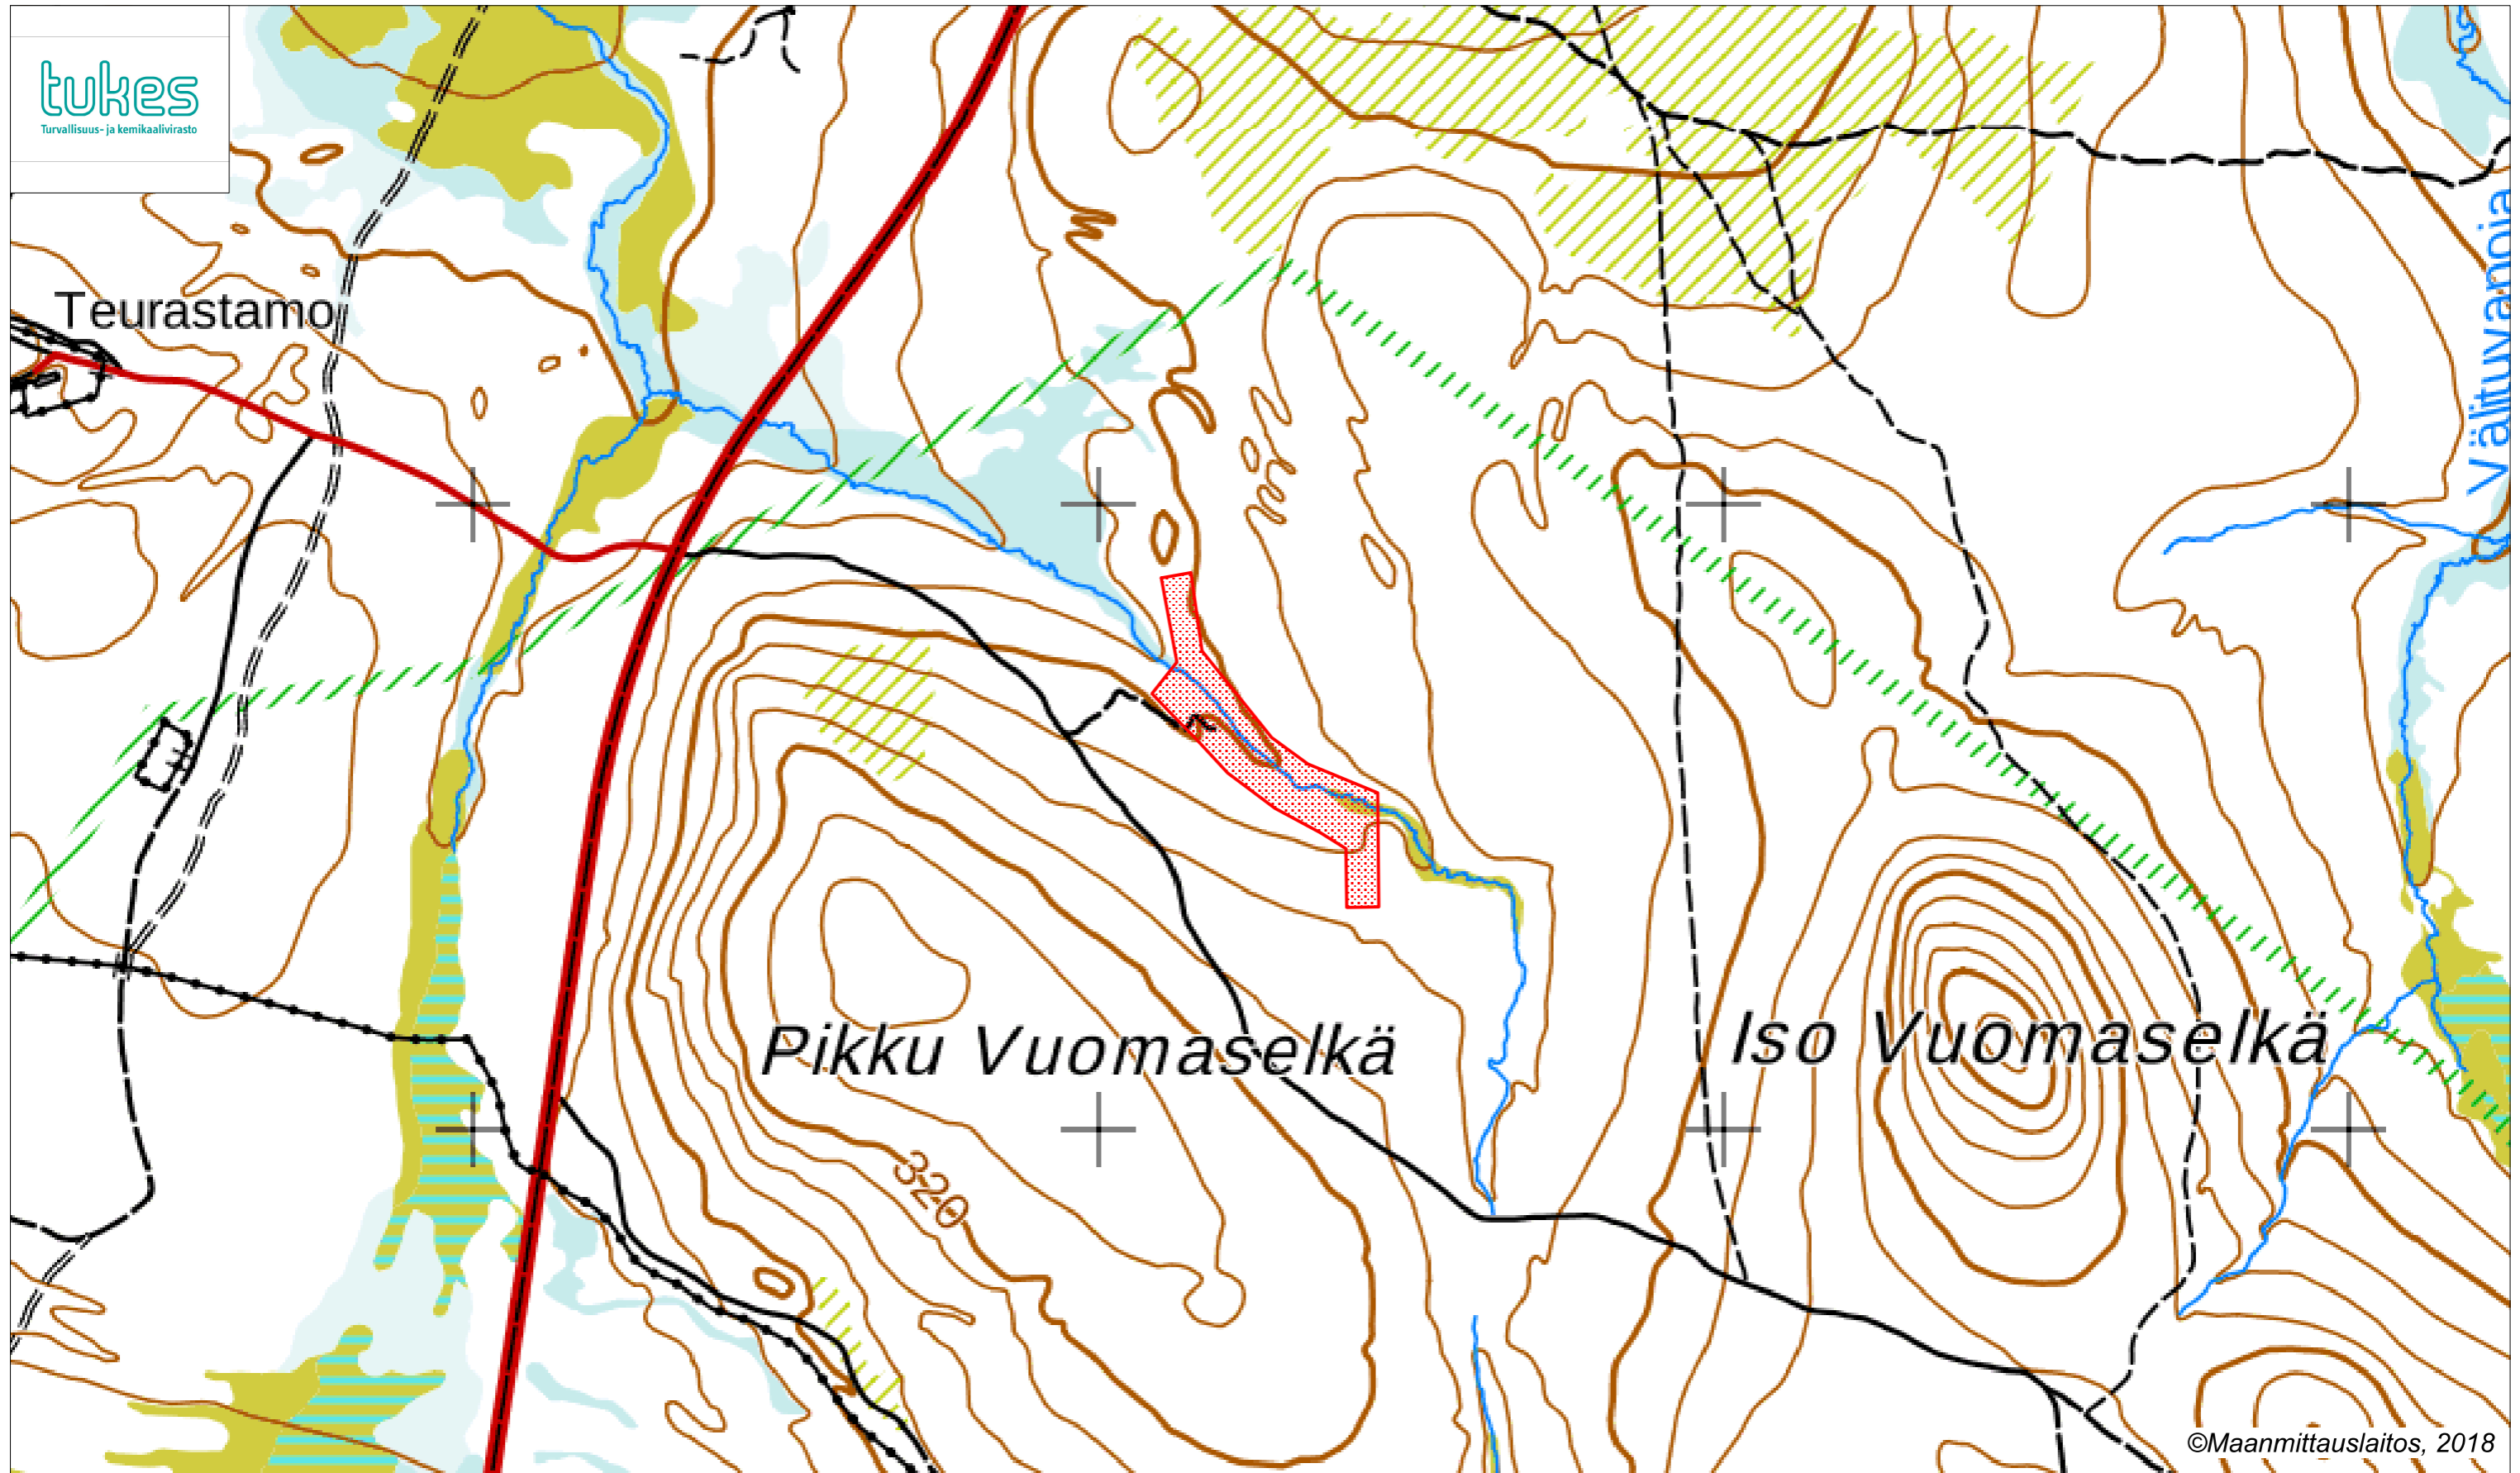 tukes
Turvallisuus- ja kemikaalivirasto
Teurastamo
Välituvanoja
Pikku Vuomaselkä
Iso Vuomaselkä
320
©Maanmittauslaitos, 2018